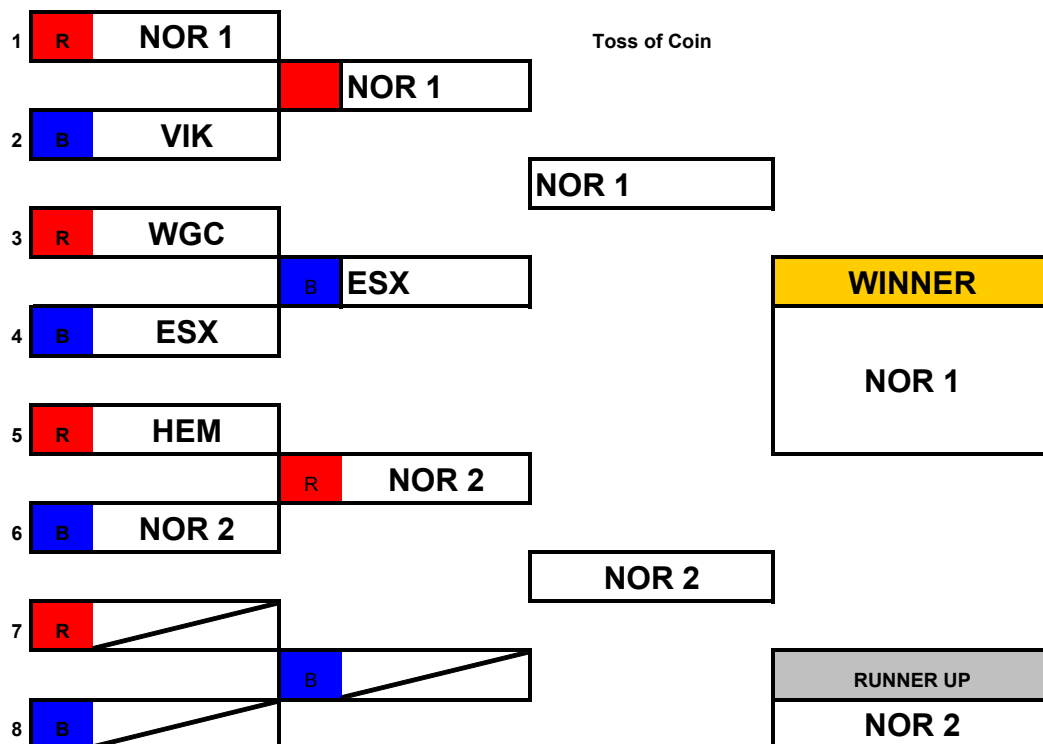 1 R NOR 1 Toss of Coin
NOR 1
2 B VIK
NOR 1
3 R WGC
B ESX WINNER
4 B ESX
NOR 1
5 R HEM
R NOR 2
6 B NOR 2
NOR 2
7 R
B RUNNER UP
8 B NOR 2